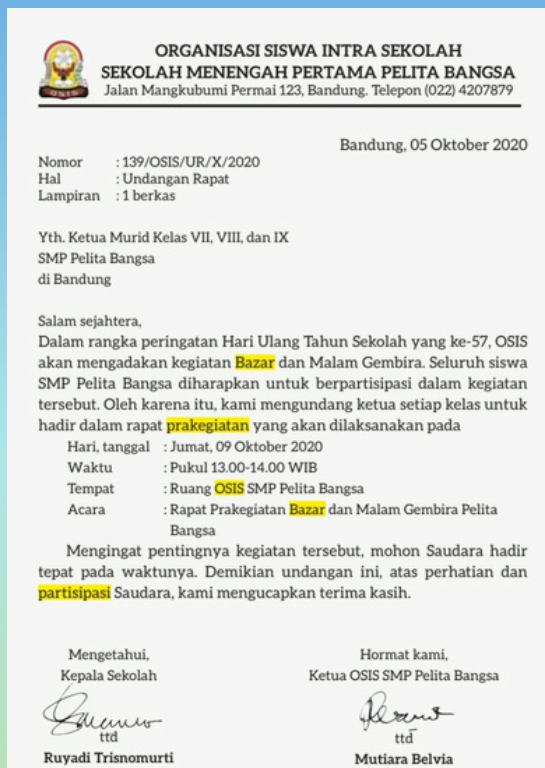 ORGANISASI SISWA INTRA SEKOLAH
SEKOLAH MENENGAH PERTAMA PELITA BANGSA
Jalan Mangkubumi Permai 123, Bandung. Telepon (022) 4207879
OSIS
Bandung, 05 Oktober 2020
Nomor : 139/OSIS/UR/X/2020
Hal : Undangan Rapat
Lampiran : 1 berkas
Yth. Ketua Murid Kelas VII, VIII, dan IX
SMP Pelita Bangsa
di Bandung
Salam sejahtera,
Dalam rangka peringatan Hari Ulang Tahun Sekolah yang ke-57, OSIS
akan mengadakan kegiatan Bazar dan Malam Gembira. Seluruh siswa
SMP Pelita Bangsa diharapkan untuk berpartisipasi dalam kegiatan
tersebut. Oleh karena itu, kami mengundang ketua setiap kelas untuk
hadir dalam rapat prakegiatan yang akan dilaksanakan pada
Hari, tanggal : Jumat, 09 Oktober 2020
Waktu : Pukul 13.00-14.00 WIB
Tempat : Ruang OSIS SMP Pelita Bangsa
Acara : Rapat Prakegiatan Bazar dan Malam Gembira Pelita
Bangsa
Mengingat pentingnya kegiatan tersebut, mohon Saudara hadir
tepat pada waktunya. Demikian undangan ini, atas perhatian dan
partisipasi Saudara, kami mengucapkan terima kasih.
Mengetahui,
Kepala Sekolah
ttd
Ruyadi Trisnomurti
Hormat kami,
Ketua OSIS SMP Pelita Bangsa
ttd
Mutiara Belvia